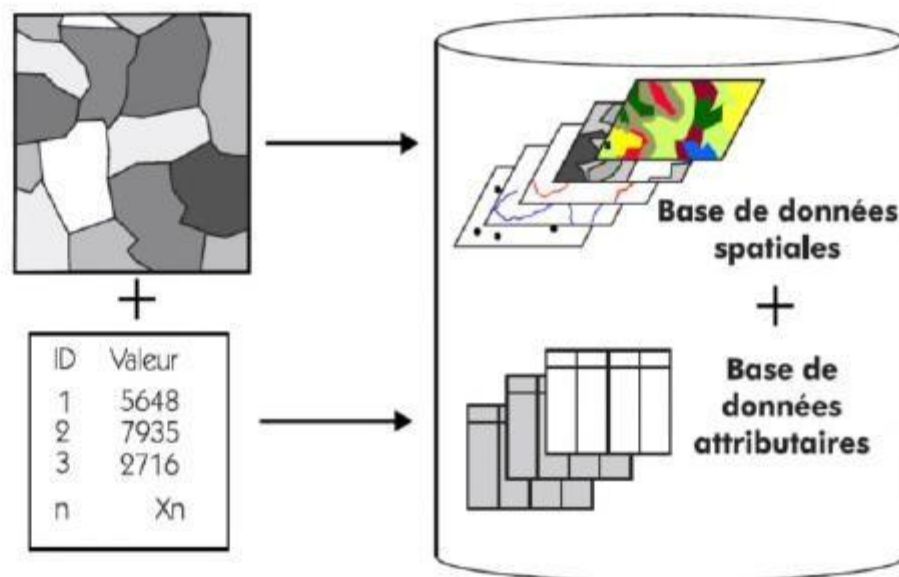 ID Valeur
1 5648
2 7935
3 2716
n Xn
+
Base de données
spatiales
+
Base de
données
attributaires